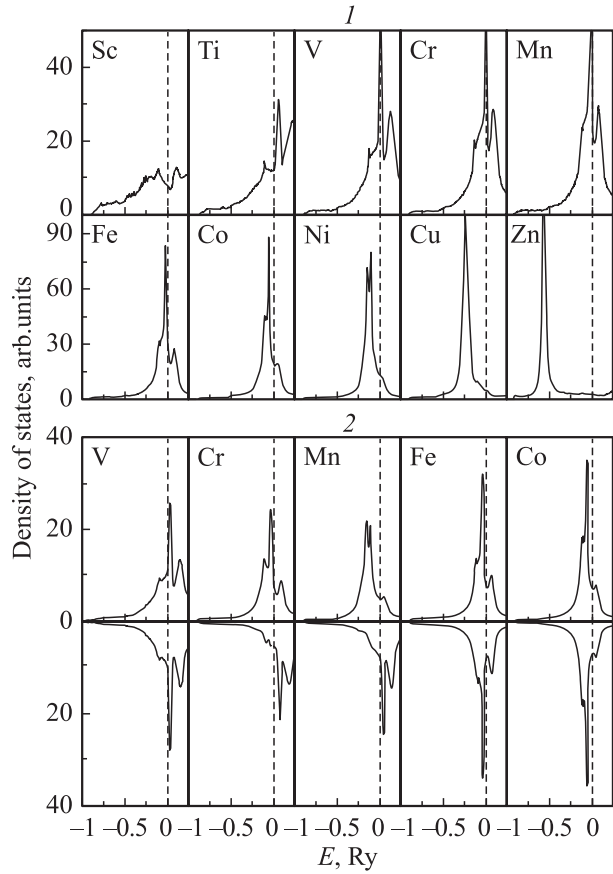 1
Sc Ti V Cr Mn
40
20
0
Fe Co Ni Cu Zn
90
60
30
0
2
V Cr Mn Fe Co
40
20
0
20
40
–1 –0.5 0 –1 –0.5 0 –1 –0.5 0 –1 –0.5 0 –1 –0.5 0
E, Ry
Density of states, arb.units